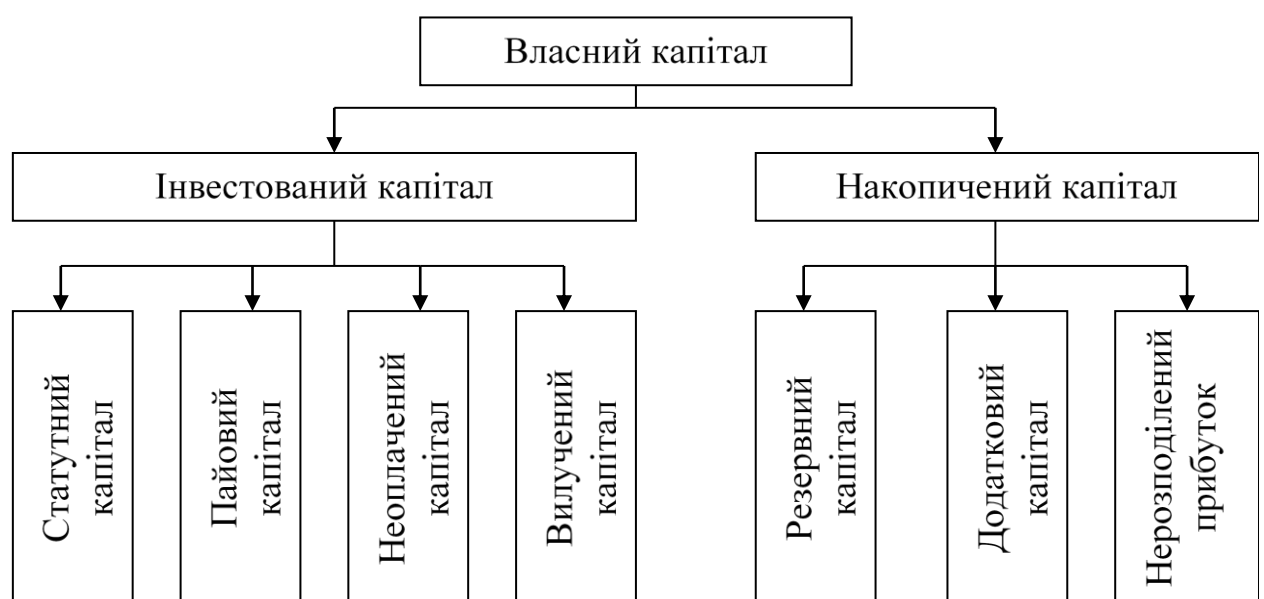 Власний капітал
Інвестований капітал
Накопичений капітал
Статутний
капітал
Пайовий
капітал
Неоплачений
капітал
Вилучений
капітал
Резервний
капітал
Додатковий
капітал
Нерозподілений
прибуток